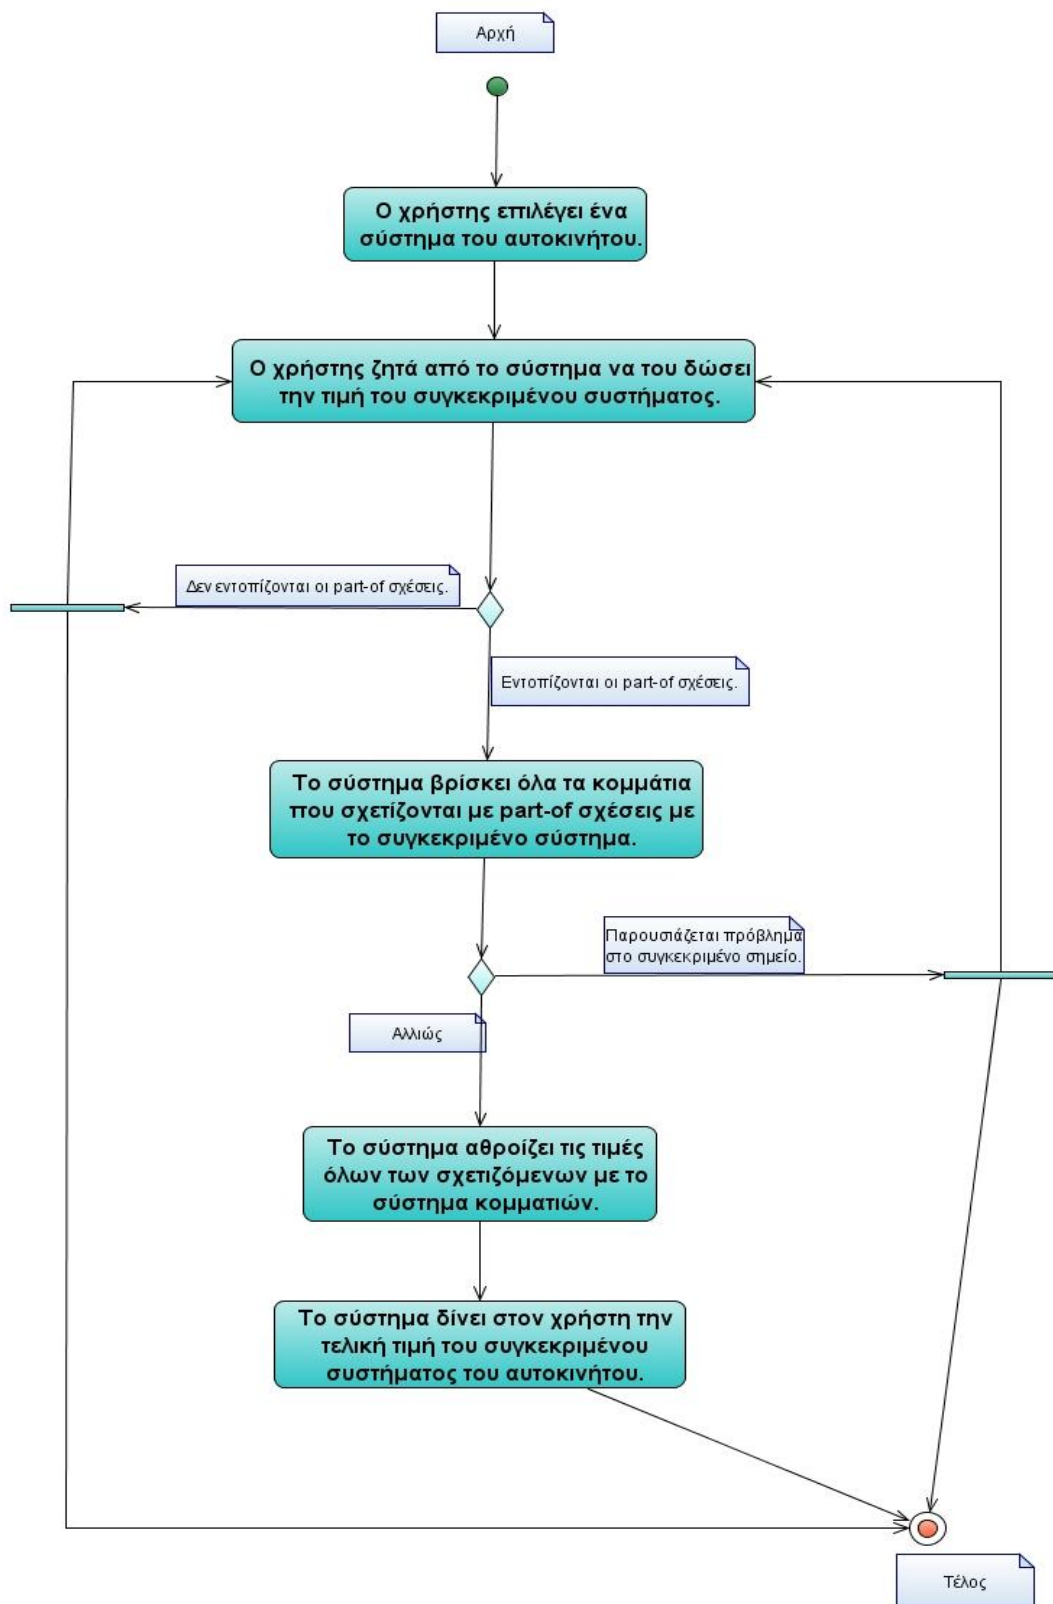 Αρχή
Ο χρήστης επιλέγει ένα
σύστημα του αυτοκινήτου.
Ο χρήστης ζητά από το σύστημα να του δώσει
την τιμή του συγκεκριμένου συστήματος.
Δεν εντοπίζονται οι part-of σχέσεις.
Εντοπίζονται οι part-of σχέσεις.
Το σύστημα βρίσκει όλα τα κομμάτια
που σχετίζονται με part-of σχέσεις με
το συγκεκριμένο σύστημα.
Παρουσιάζεται πρόβλημα
στο συγκεκριμένο σημείο.
Αλλιώς
Το σύστημα αθροίζει τις τιμές
όλων των σχετιζόμενων με το
σύστημα κομματιών.
Το σύστημα δίνει στον χρήστη την
τελική τιμή του συγκεκριμένου
συστήματος του αυτοκινήτου.
Τέλος